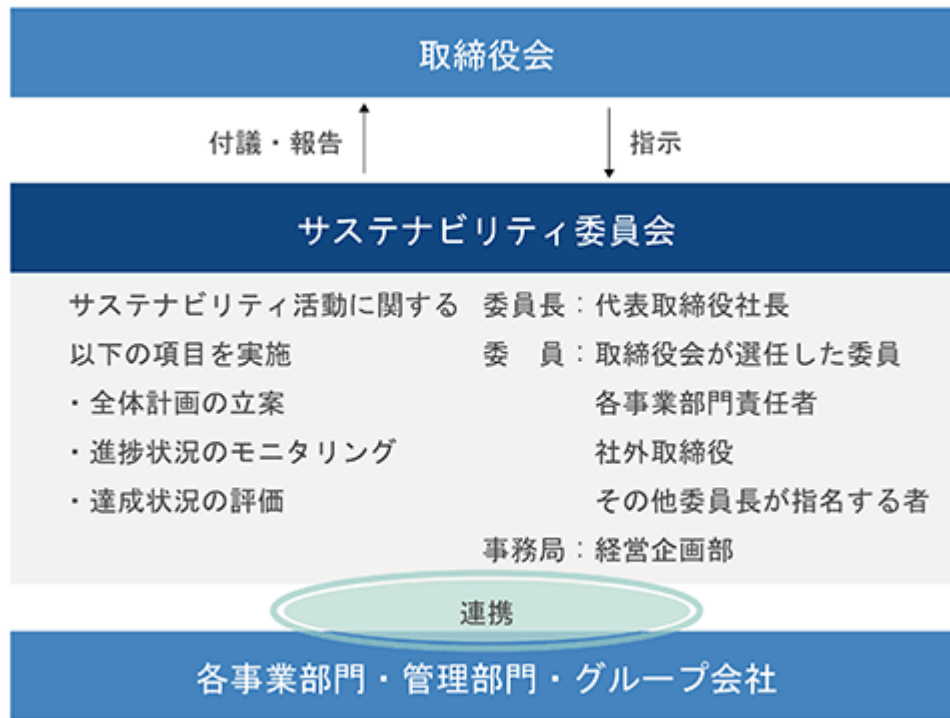 取締役会
付議・報告
指示
サステナビリティ委員会
サステナビリティ活動に関する
以下の項目を実施
・全体計画の立案
・進捗状況のモニタリング
・達成状況の評価
委員長：代表取締役社長
委　員：取締役会が選任した委員
各事業部門責任者
社外取締役
その他委員長が指名する者
事務局：経営企画部
連携
各事業部門・管理部門・グループ会社